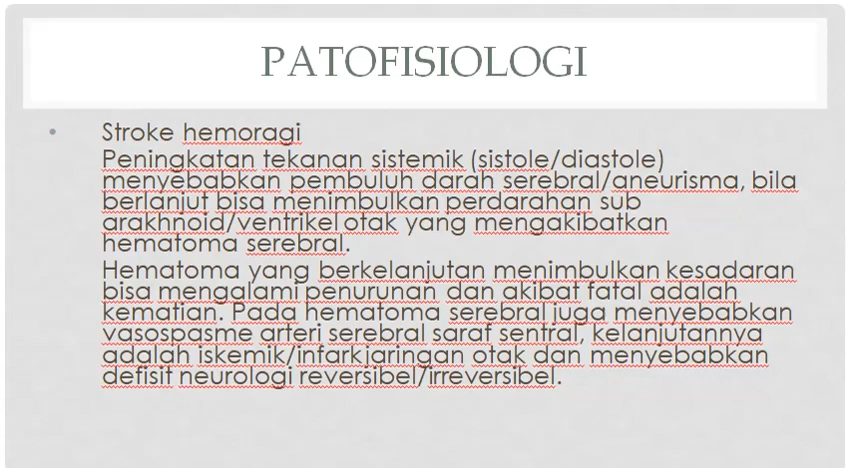 PATOFISIOLOGI
• Stroke hemoragi
Peningkatan tekanan sistemik (sistole/diastole)
menyebabkan pembuluh darah serebral/aneurisma, bila
berlanjut bisa menimbulkan perdarahan sub
arakhnoid/ventrikel otak yang mengakibatkan
hematoma serebral.
Hematoma yang berkelanjutan menimbulkan kesadaran
bisa mengalami penurunan dan akibat fatal adalah
kematian. Pada hematoma serebral juga menyebabkan
vasospasme arteri serebral saraf sentral, kelanjutannya
adalah iskemik/infark jaringan otak dan menyebabkan
defisit neurologi reversibel/irreversibel.